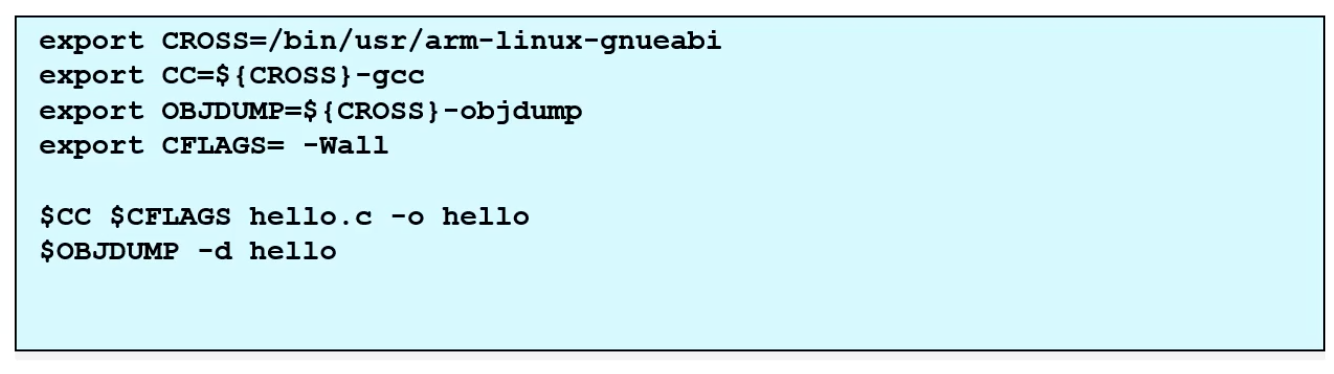 export CROSS=/bin/usr/arm-linux-gnueabi
export CC=${CROSS}-gcc
export OBJDUMP=${CROSS}-objdump
export CFLAGS= -Wall
$CC $CFLAGS hello.c -o hello
$OBJDUMP -d hello